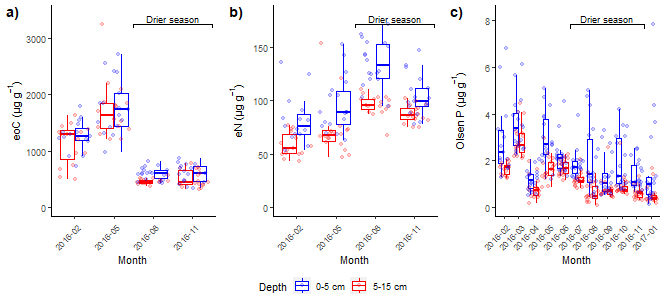 a)
Drier season
eoC (µg g⁻¹)
3000
2000
1000
0
2016-02
2016-05
2016-08
2016-11
Month
b)
Drier season
eN (µg g⁻¹)
150
100
50
0
2016-02
2016-05
2016-08
2016-11
Month
c)
Drier season
Olsen P (µg g⁻¹)
8
6
4
2
0
2016-02
2016-03
2016-04
2016-05
2016-06
2016-07
2016-08
2016-09
2016-10
2016-11
2017-01
Month
Depth 0-5 cm 5-15 cm